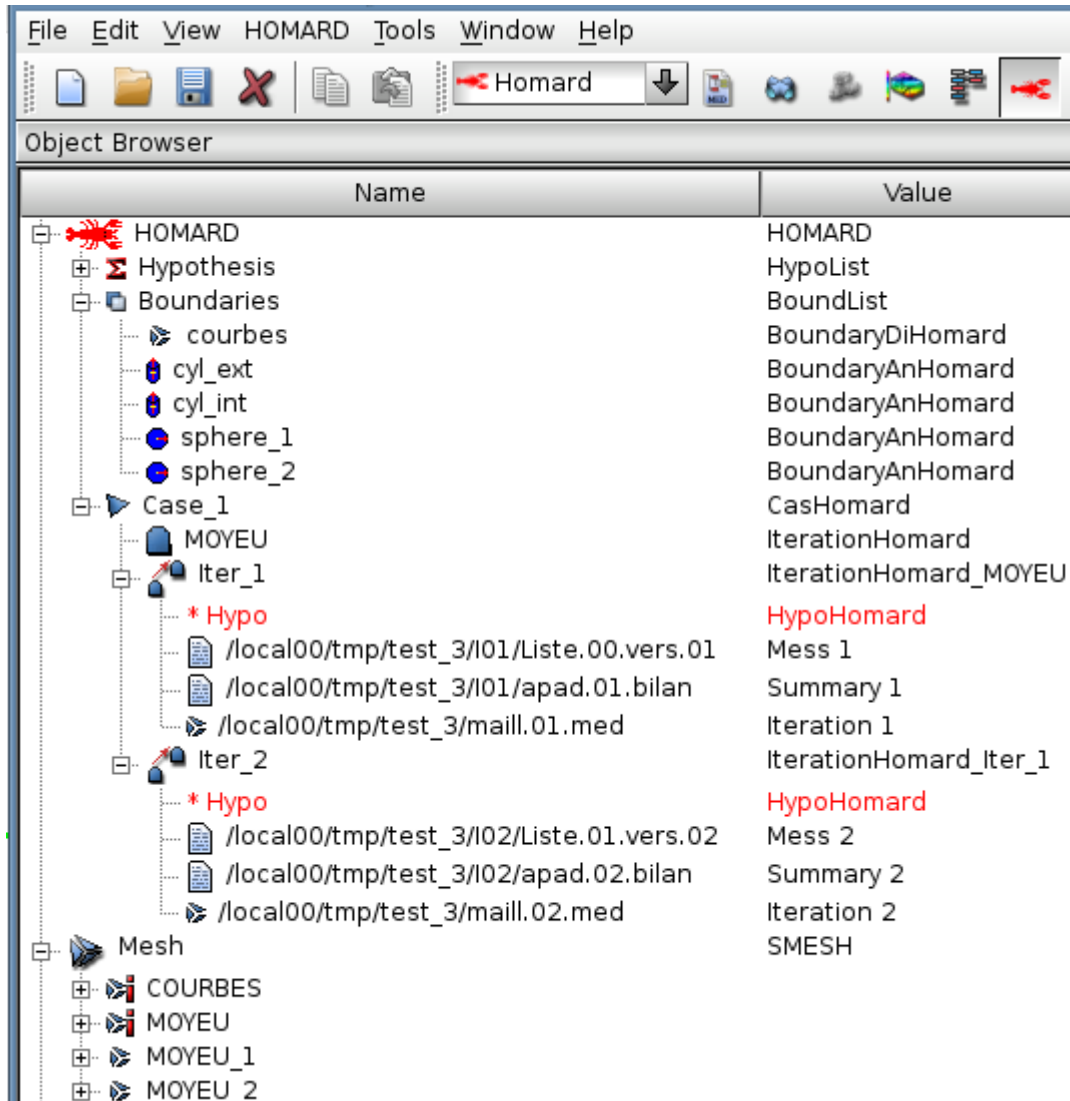 File Edit View HOMARD Tools Window Help
Homard MED
Object Browser
Name Value
HOMARD HOMARD
Hypothesis HypoList
Boundaries BoundList
courbes BoundaryDiHomard
cyl_ext BoundaryAnHomard
cyl_int BoundaryAnHomard
sphere_1 BoundaryAnHomard
sphere_2 BoundaryAnHomard
Case_1 CasHomard
MOYEU IterationHomard
Iter_1 IterationHomard_MOYEU
* Hypo HypoHomard
/local00/tmp/test_3/I01/Liste.00.vers.01 Mess 1
/local00/tmp/test_3/I01/apad.01.bilan Summary 1
/local00/tmp/test_3/maill.01.med Iteration 1
Iter_2 IterationHomard_Iter_1
* Hypo HypoHomard
/local00/tmp/test_3/I02/Liste.01.vers.02 Mess 2
/local00/tmp/test_3/I02/apad.02.bilan Summary 2
/local00/tmp/test_3/maill.02.med Iteration 2
Mesh SMESH
COURBES
MOYEU
MOYEU_1
MOYEU_2